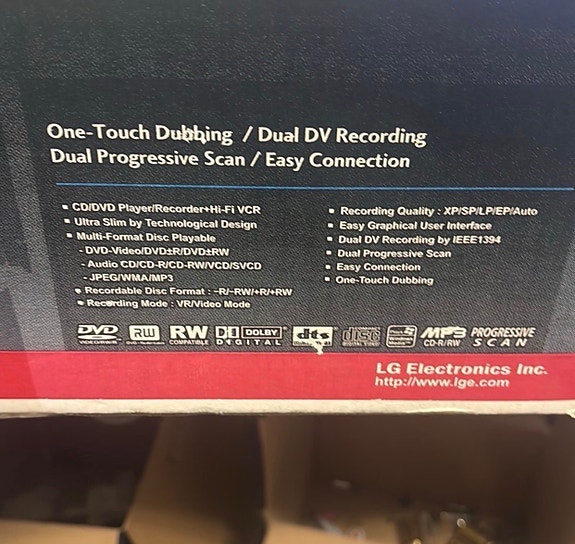 One-Touch Dubbing / Dual DV Recording
Dual Progressive Scan / Easy Connection
▪ CD/DVD Player/Recorder+Hi-Fi VCR
▪ Ultra Slim by Technological Design
▪ Multi-Format Disc Playable
- DVD-Video/DVD±R/DVD±RW
- Audio CD/CD-R/CD-RW/VCD/SVCD
- JPEG/WMA/MP3
▪ Recordable Disc Format : -R/-RW/+R/+RW
▪ Recording Mode : VR/Video Mode
▪ Recording Quality : XP/SP/LP/EP/Auto
▪ Easy Graphical User Interface
▪ Dual DV Recording by IEEE1394
▪ Dual Progressive Scan
▪ Easy Connection
▪ One-Touch Dubbing
DVD
VIDEO/RW/R
RW
RW
COMPATIBLE
DOLBY
DIGITAL
dts
disc
DIGITAL VIDEO
MP3
CD-R/RW
PROGRESSIVE
SCAN
LG Electronics Inc.
http://www.lge.com